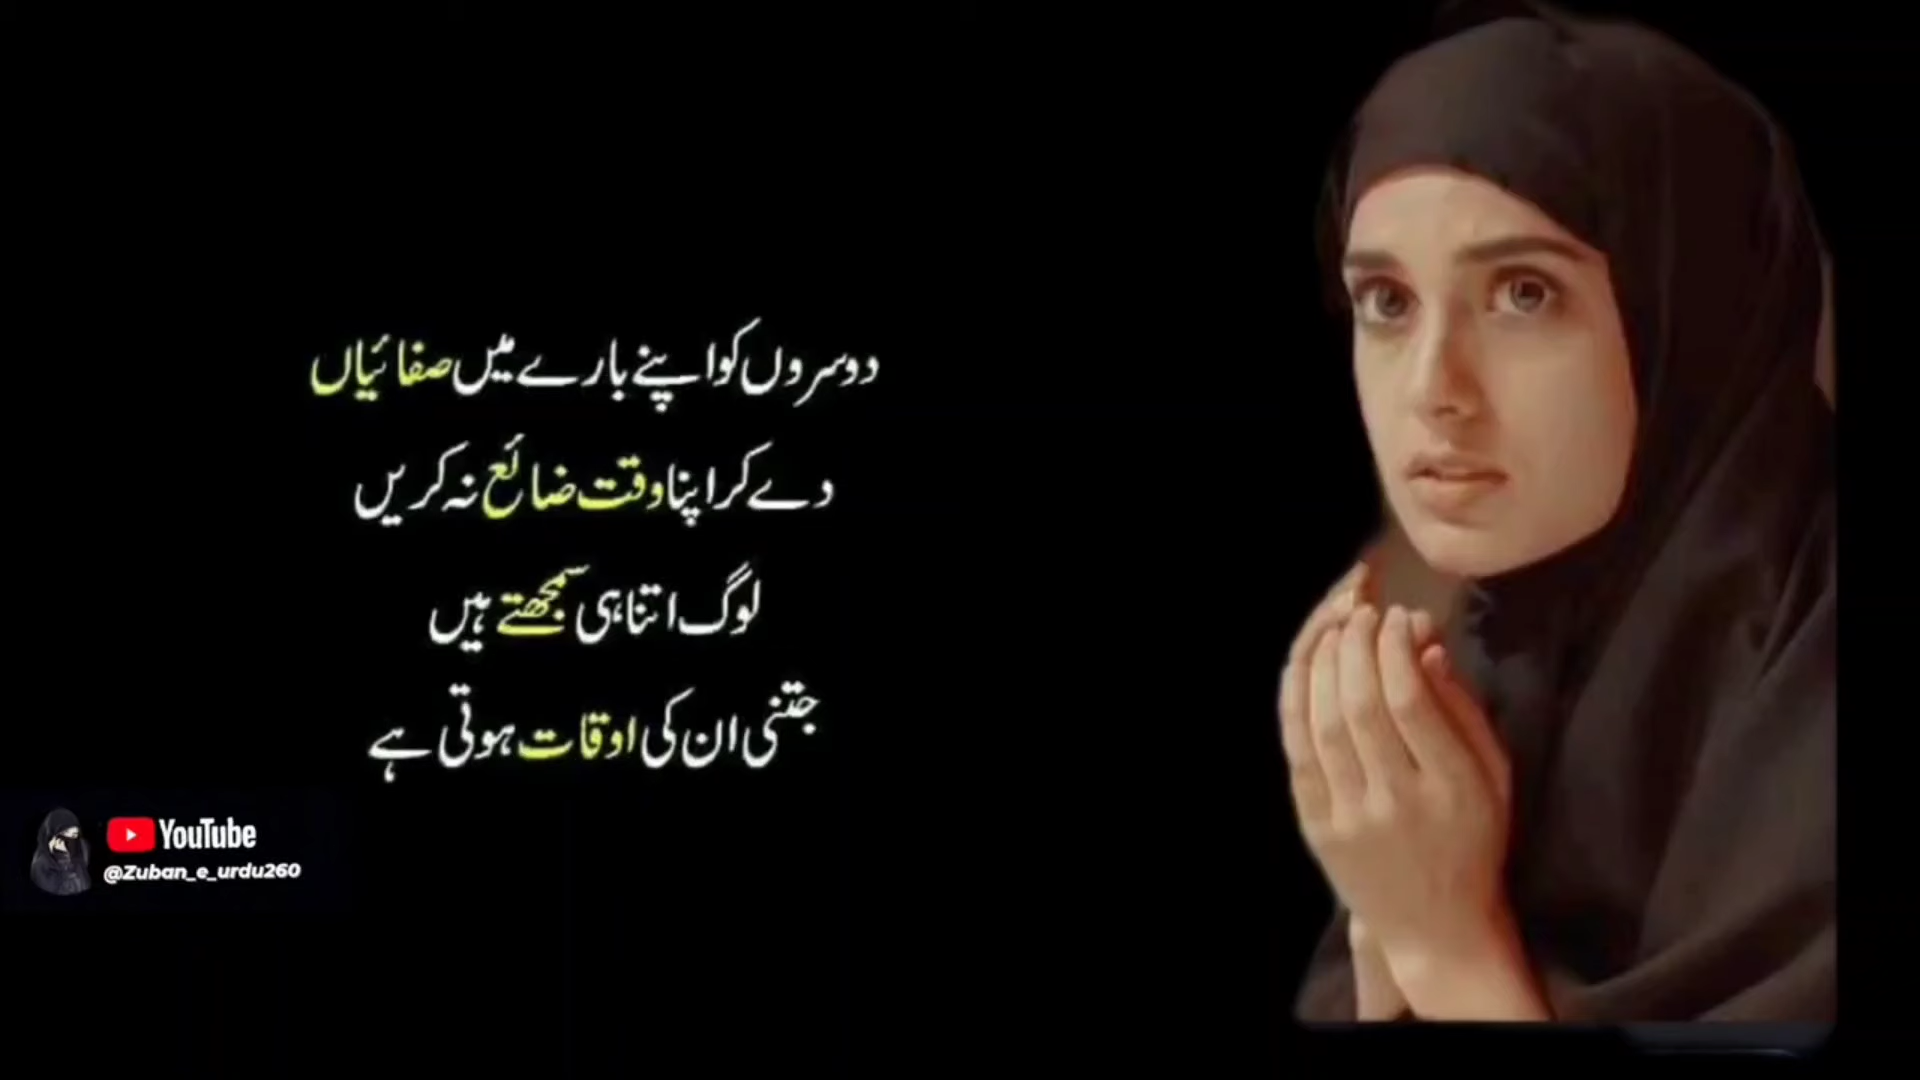 دوسروں کو اپنے بارے میں صفائیاں
دے کر اپنا وقت ضائع نہ کریں
لوگ اتنا ہی سمجھتے ہیں
جتنی ان کی اوقات ہوتی ہے
YouTube
@Zuban_e_urdu260